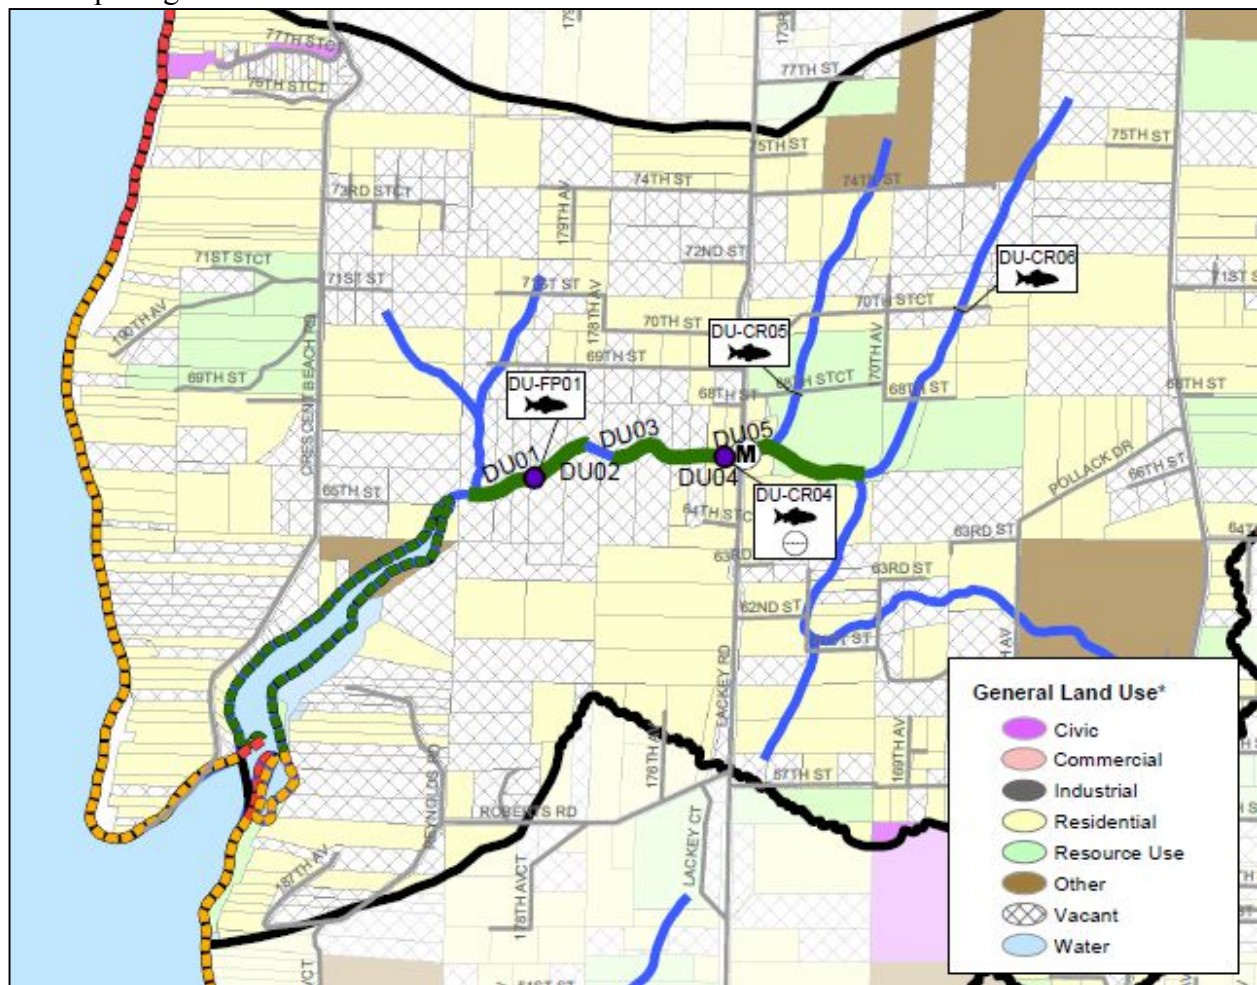 77TH STCT
76TH STCT
173R
77TH ST
75TH ST
75TH ST
74TH ST
74TH ST
73RD STCT
179TH AV
72ND ST
71ST STCT
71ST ST
71ST ST
71ST S
190TH AV
178TH AV
70TH ST
70TH STCT
DU-CR06
DU-CR05
69TH ST
69TH ST
CRESCENT BEACH RD
170TH AV
68TH STCT
68TH ST
68TH ST
68TH ST
DU-FP01
DU01
DU02
DU03
DU04
DU05
M
DU-CR04
POLLACK DR
66TH ST
65TH ST
64TH STC
64T
63RD
63RD ST
63RD ST
62ND ST
LACKEY RD
176TH AV
169TH AV
57TH ST
REYNOLDS RD
ROBERTS RD
LACKEY CT
187TH AV
178TH AVCT
VCT
54ST ST
General Land Use*
Civic
Commercial
Industrial
Residential
Resource Use
Other
Vacant
Water